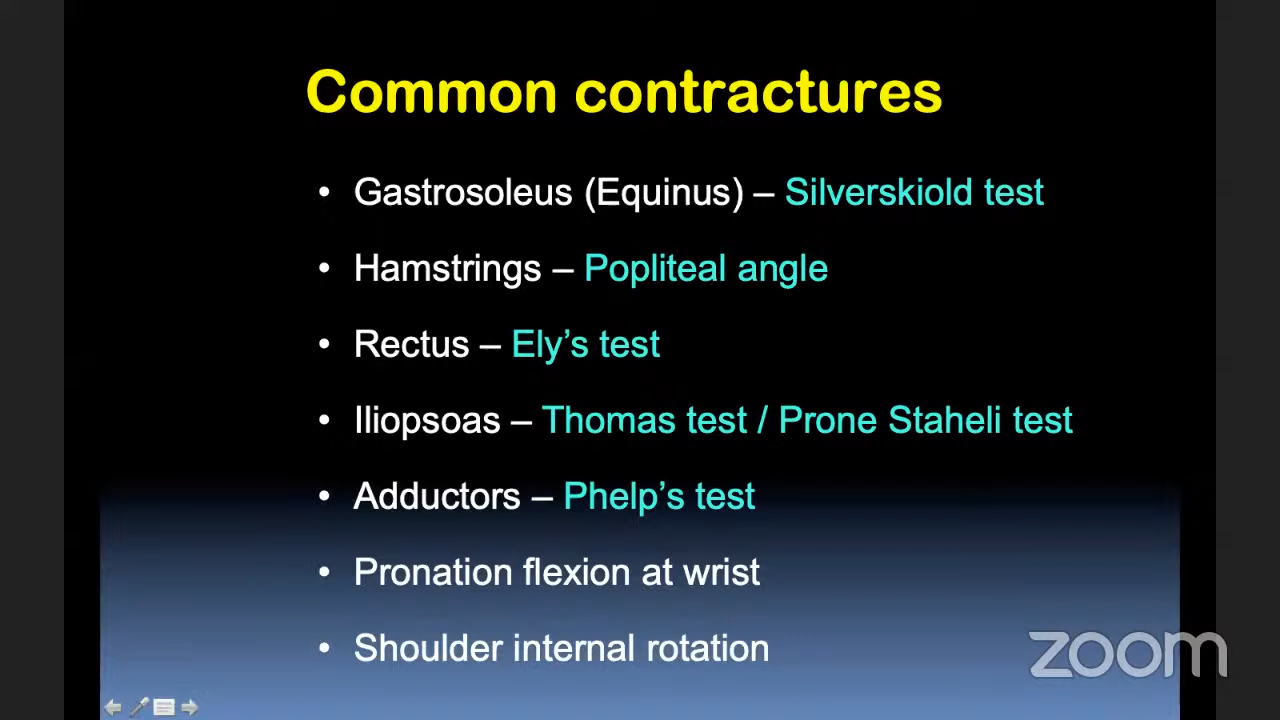 Common contractures
• Gastrosoleus (Equinus) – Silverskiold test
• Hamstrings – Popliteal angle
• Rectus – Ely’s test
• Iliopsoas – Thomas test / Prone Staheli test
• Adductors – Phelp’s test
• Pronation flexion at wrist
• Shoulder internal rotation
zoom